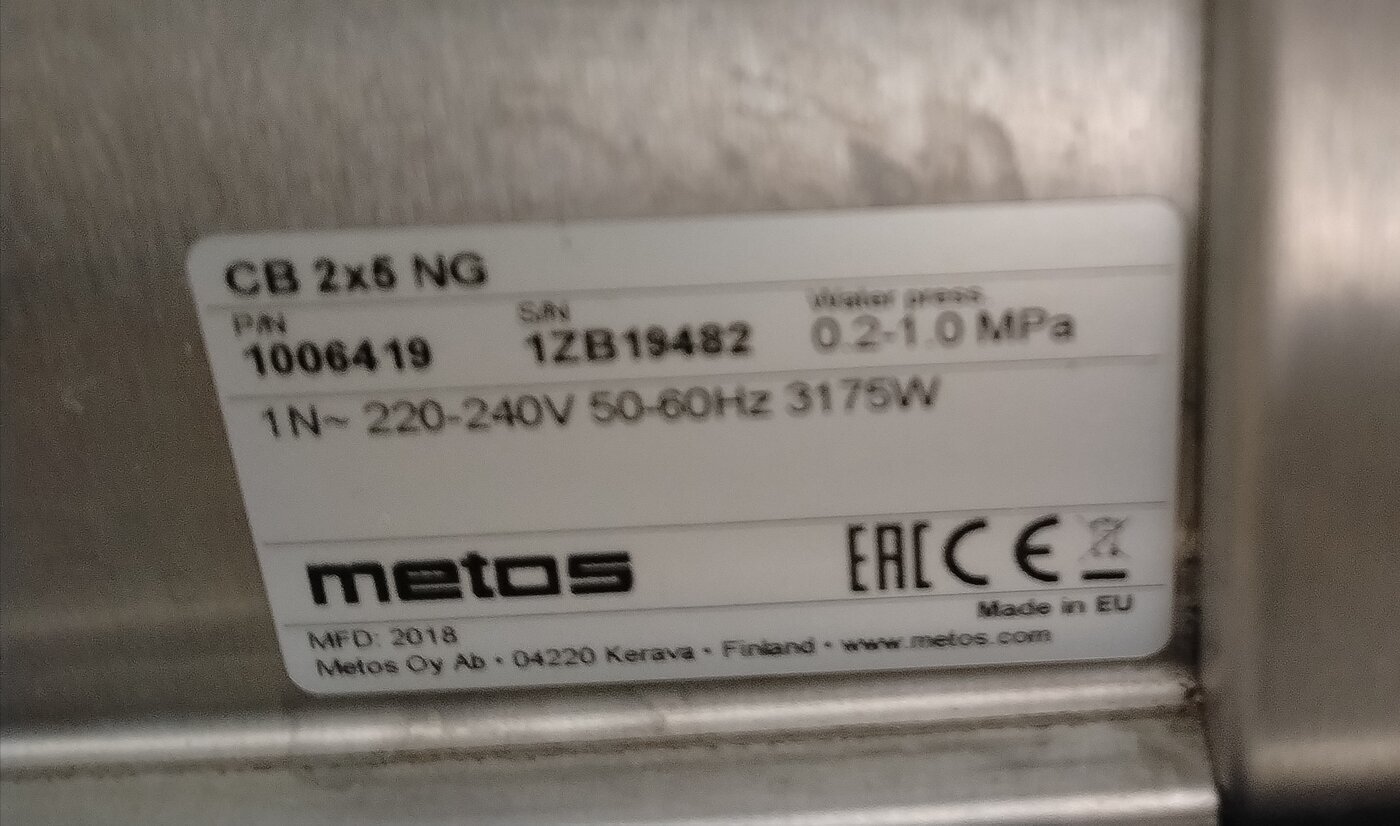 CB 2x5 NG
P/N S/N Water press.
1006419 1ZB19482 0.2-1.0 MPa
1N~ 220-240V 50-60Hz 3175W
metos EAC CE
Made in EU
MFD: 2018
Metos Oy Ab • 04220 Kerava • Finland • www.metos.com